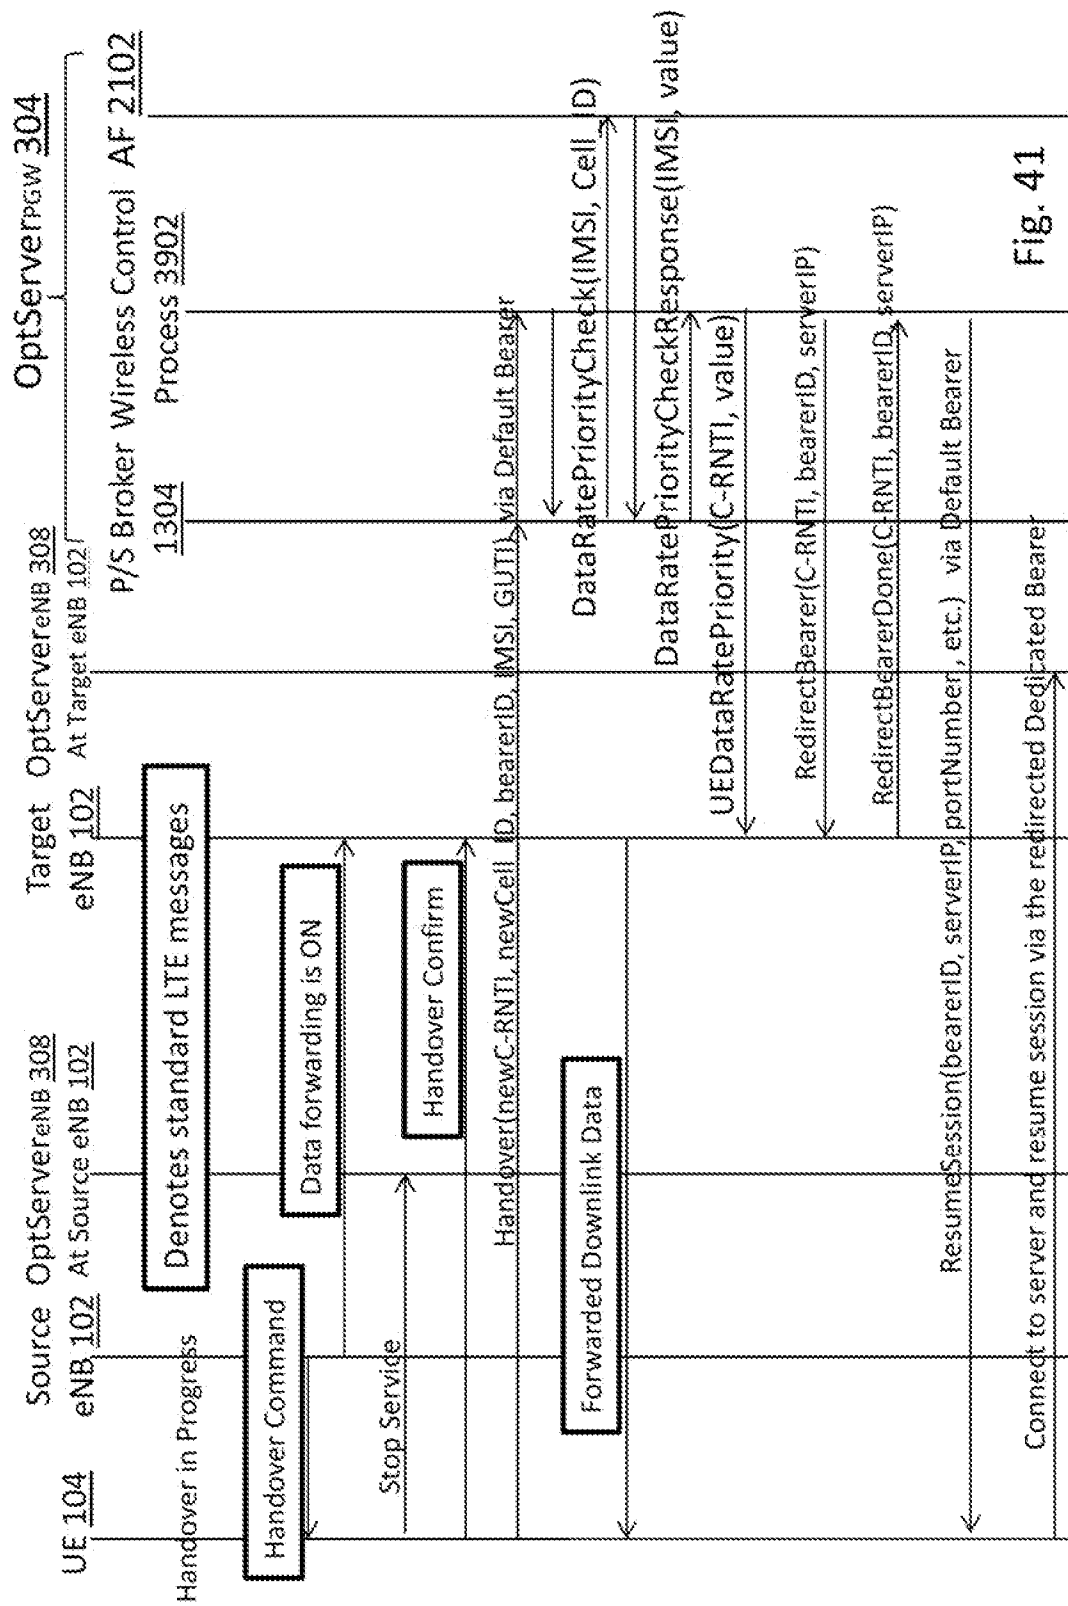 OptServerPGW 304
UE 104
Source
eNB 102
OptServereNB 308
At Source eNB 102
Target
eNB 102
OptServereNB 308
At Target eNB 102
P/S Broker
1304
Wireless Control
Process 3902
AF 2102
Handover in Progress
Denotes standard LTE messages
Handover Command
Data forwarding is ON
Stop Service
Handover Confirm
Handover(newC-RNTI, newCell_ID, bearerID, IMSI, GUTI) via Default Bearer
DataRatePriorityCheck(IMSI, Cell_ID)
Forwarded Downlink Data
DataRatePriorityCheckResponse(IMSI, value)
UEDataRatePriority(C-RNTI, value)
RedirectBearer(C-RNTI, bearerID, serverIP)
RedirectBearerDone(C-RNTI, bearerID, serverIP)
ResumeSession(bearerID, serverIP, portNumber, etc.) via Default Bearer
Connect to server and resume session via the redirected Dedicated Bearer
Fig. 41